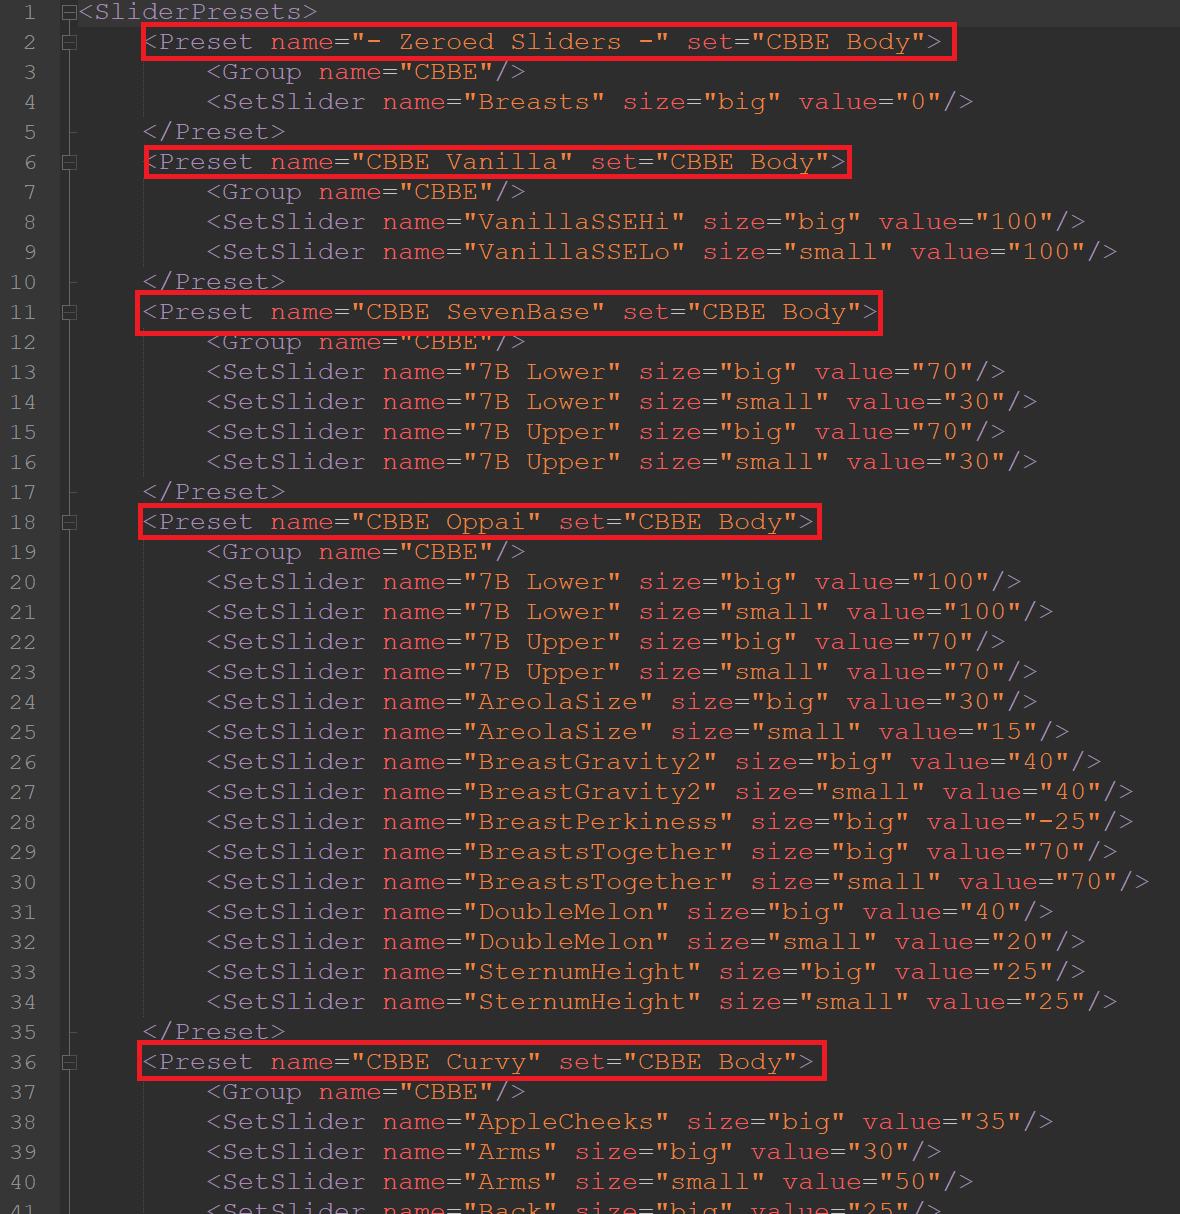 1 <SliderPresets>
2 <Preset name="- Zeroed Sliders -" set="CBBE Body">
3 <Group name="CBBE"/>
4 <SetSlider name="Breasts" size="big" value="0"/>
5 </Preset>
6 <Preset name="CBBE Vanilla" set="CBBE Body">
7 <Group name="CBBE"/>
8 <SetSlider name="VanillaSSEHi" size="big" value="100"/>
9 <SetSlider name="VanillaSSELo" size="small" value="100"/>
10 </Preset>
11 <Preset name="CBBE SevenBase" set="CBBE Body">
12 <Group name="CBBE"/>
13 <SetSlider name="7B Lower" size="big" value="70"/>
14 <SetSlider name="7B Lower" size="small" value="30"/>
15 <SetSlider name="7B Upper" size="big" value="70"/>
16 <SetSlider name="7B Upper" size="small" value="30"/>
17 </Preset>
18 <Preset name="CBBE Oppai" set="CBBE Body">
19 <Group name="CBBE"/>
20 <SetSlider name="7B Lower" size="big" value="100"/>
21 <SetSlider name="7B Lower" size="small" value="100"/>
22 <SetSlider name="7B Upper" size="big" value="70"/>
23 <SetSlider name="7B Upper" size="small" value="70"/>
24 <SetSlider name="AreolaSize" size="big" value="30"/>
25 <SetSlider name="AreolaSize" size="small" value="15"/>
26 <SetSlider name="BreastGravity2" size="big" value="40"/>
27 <SetSlider name="BreastGravity2" size="small" value="40"/>
28 <SetSlider name="BreastPerkiness" size="big" value="-25"/>
29 <SetSlider name="BreastsTogether" size="big" value="70"/>
30 <SetSlider name="BreastsTogether" size="small" value="70"/>
31 <SetSlider name="DoubleMelon" size="big" value="40"/>
32 <SetSlider name="DoubleMelon" size="small" value="20"/>
33 <SetSlider name="SternumHeight" size="big" value="25"/>
34 <SetSlider name="SternumHeight" size="small" value="25"/>
35 </Preset>
36 <Preset name="CBBE Curvy" set="CBBE Body">
37 <Group name="CBBE"/>
38 <SetSlider name="AppleCheeks" size="big" value="35"/>
39 <SetSlider name="Arms" size="big" value="30"/>
40 <SetSlider name="Arms" size="small" value="50"/>
41 <SetSlider name="Back" size="big" value="25"/>